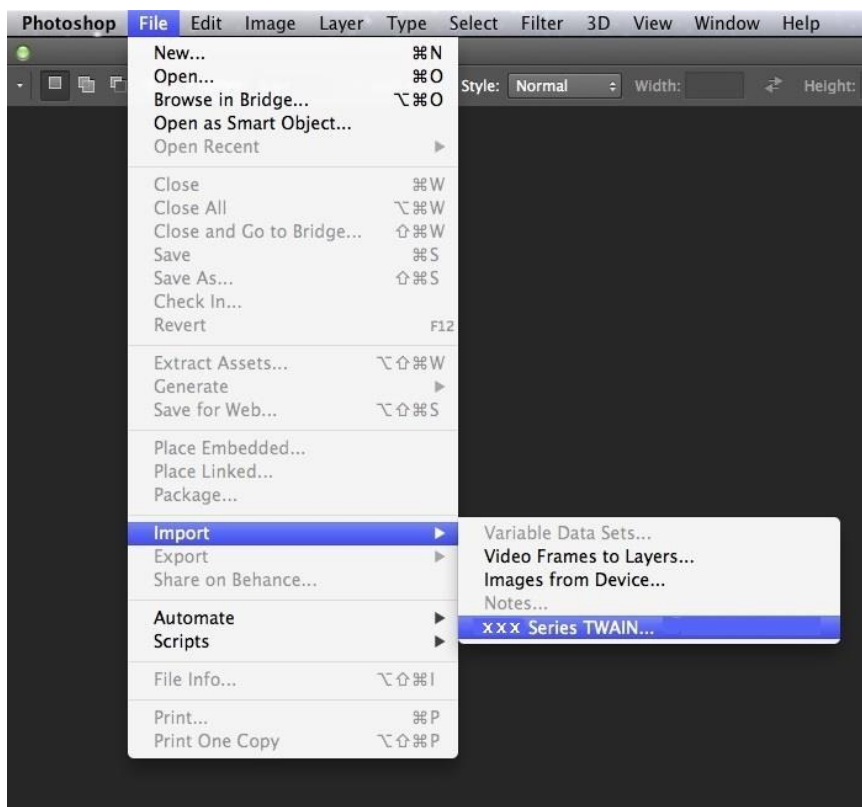 Photoshop File Edit Image Layer Type Select Filter 3D View Window Help
Style: Normal Width: Height:
New... ⌘N
Open... ⌘O
Browse in Bridge... ⌥⌘O
Open as Smart Object...
Open Recent
Close ⌘W
Close All ⌥⌘W
Close and Go to Bridge... ⇧⌘W
Save ⌘S
Save As... ⇧⌘S
Check In...
Revert F12
Extract Assets... ⌥⇧⌘W
Generate
Save for Web... ⌥⇧⌘S
Place Embedded...
Place Linked...
Package...
Import
Export
Share on Behance...
Automate
Scripts
File Info... ⌥⇧⌘I
Print... ⌘P
Print One Copy ⌥⇧⌘P
Variable Data Sets...
Video Frames to Layers...
Images from Device...
Notes...
xxx Series TWAIN...